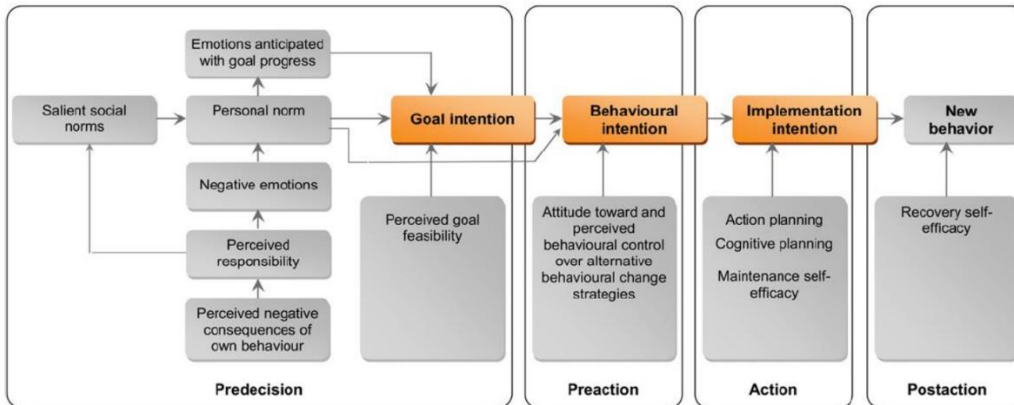 Emotions anticipated
with goal progress
Salient social
norms
Personal norm
Goal intention
Behavioural
intention
Implementation
intention
New
behavior
Negative emotions
Perceived
responsibility
Perceived negative
consequences of
own behaviour
Perceived goal
feasibility
Attitude toward and
perceived
behavioural control
over alternative
behavioural change
strategies
Action planning
Cognitive planning
Maintenance self-
efficacy
Recovery self-
efficacy
Predecision
Preaction
Action
Postaction